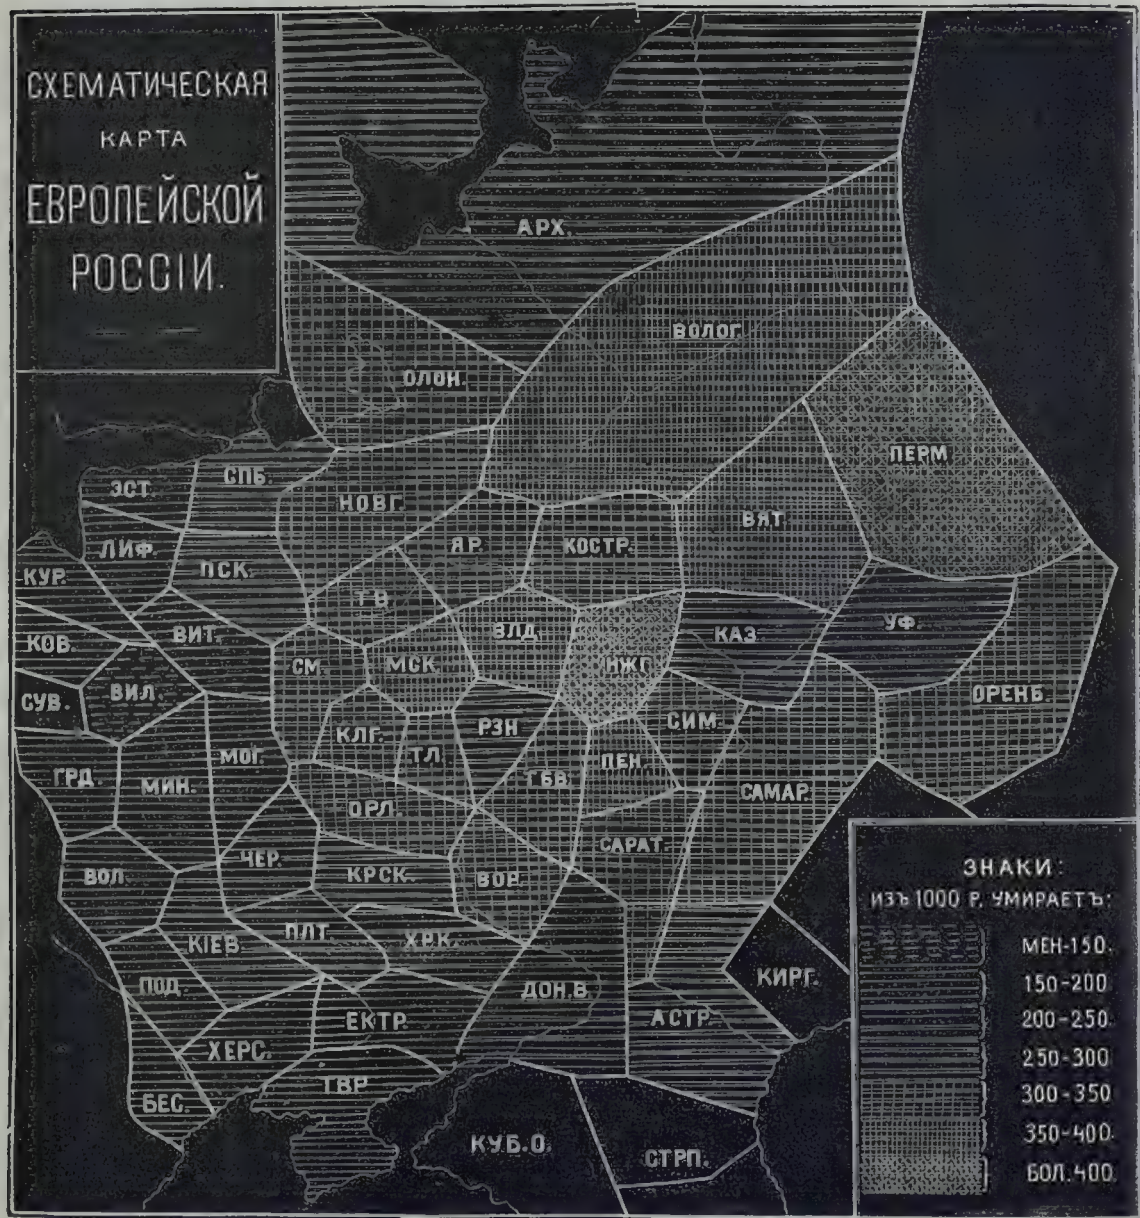 СХЕМАТИЧЕСКАЯ
КАРТА
ЕВРОПЕЙСКОЙ
РОССІИ.
АРХ.
ВОЛОГ.
ОЛОН.
ПЕРМ
СПБ.
ЭСТ.
НОВГ.
ВЯТ.
ЯР.
КОСТР.
ЛИФ.
ПСК.
КУР.
ТВ.
ВИТ.
ВЛД.
КАЗ.
УФ.
КОВ.
СМ.
МСК.
НЖГ.
ВИЛ.
СУВ.
ОРЕНБ.
КЛГ.
ТЛ.
РЗН
СИМ.
МОГ.
ПЕН.
ГРД.
МИН.
ТБВ.
САМАР.
ОРЛ.
САРАТ.
ЧЕР.
ВОЛ.
КРСК.
ВОР.
КІЕВ.
ПЛТ.
ХРК.
ПОД.
ДОН.В.
КИРГ.
ЕКТР.
АСТР.
ХЕРС.
ТВР.
БЕС.
КУБ.О.
СТРП.
ЗНАКИ:
ИЗЪ 1000 Р. УМИРАЕТЪ:
МЕН-150.
150-200
200-250
250-300
300-350
350-400.
БОЛ.400